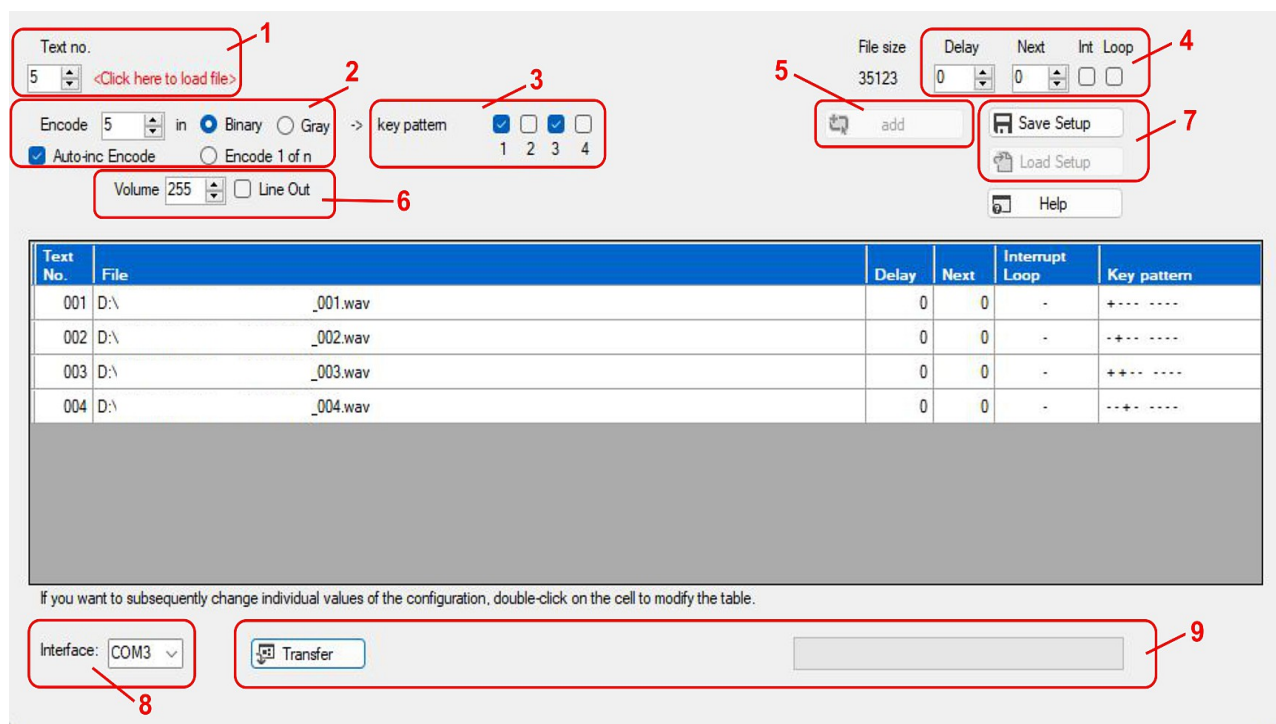 1
Text no. File size Delay Next Int Loop 4
5 <Click here to load file> 2 3 5 35123 0 0
Encode 5 in Binary Gray -> key pattern add Save Setup 7
Auto-inc Encode Encode 1 of n 1 2 3 4 Load Setup
Volume 255 Line Out 6 Help
Text No. File Delay Next Interrupt Loop Key pattern
001 D:\ _001.wav 0 0 - +--- ----
002 D:\ _002.wav 0 0 - -+-- ----
003 D:\ _003.wav 0 0 - ++-- ----
004 D:\ _004.wav 0 0 - --+- ----
If you want to subsequently change individual values of the configuration, double-click on the cell to modify the table.
Interface: COM3 Transfer 9
8